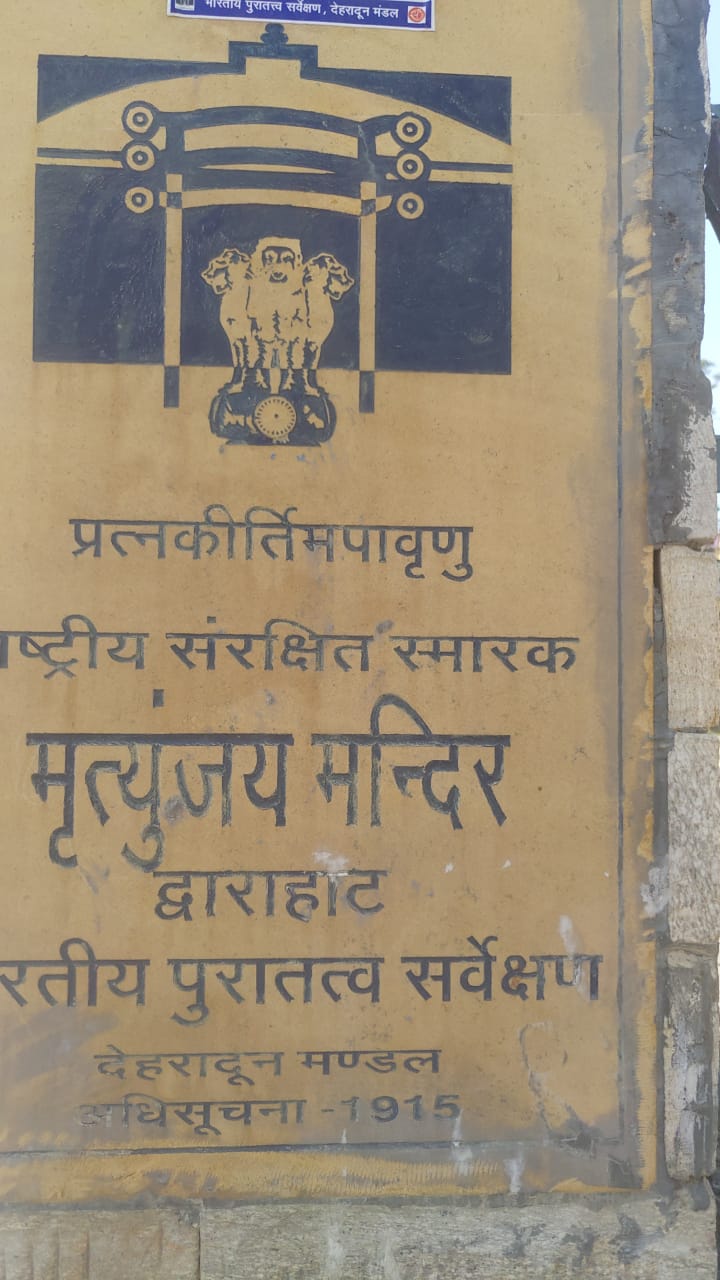 भारतीय पुरातत्त्व सर्वेक्षण, देहरादून मंडल
प्रत्नकीर्तिमपावृणु
राष्ट्रीय संरक्षित स्मारक
मृत्युंजय मन्दिर
द्वाराहाट
भारतीय पुरातत्व सर्वेक्षण
देहरादून मण्डल
अधिसूचना -1915